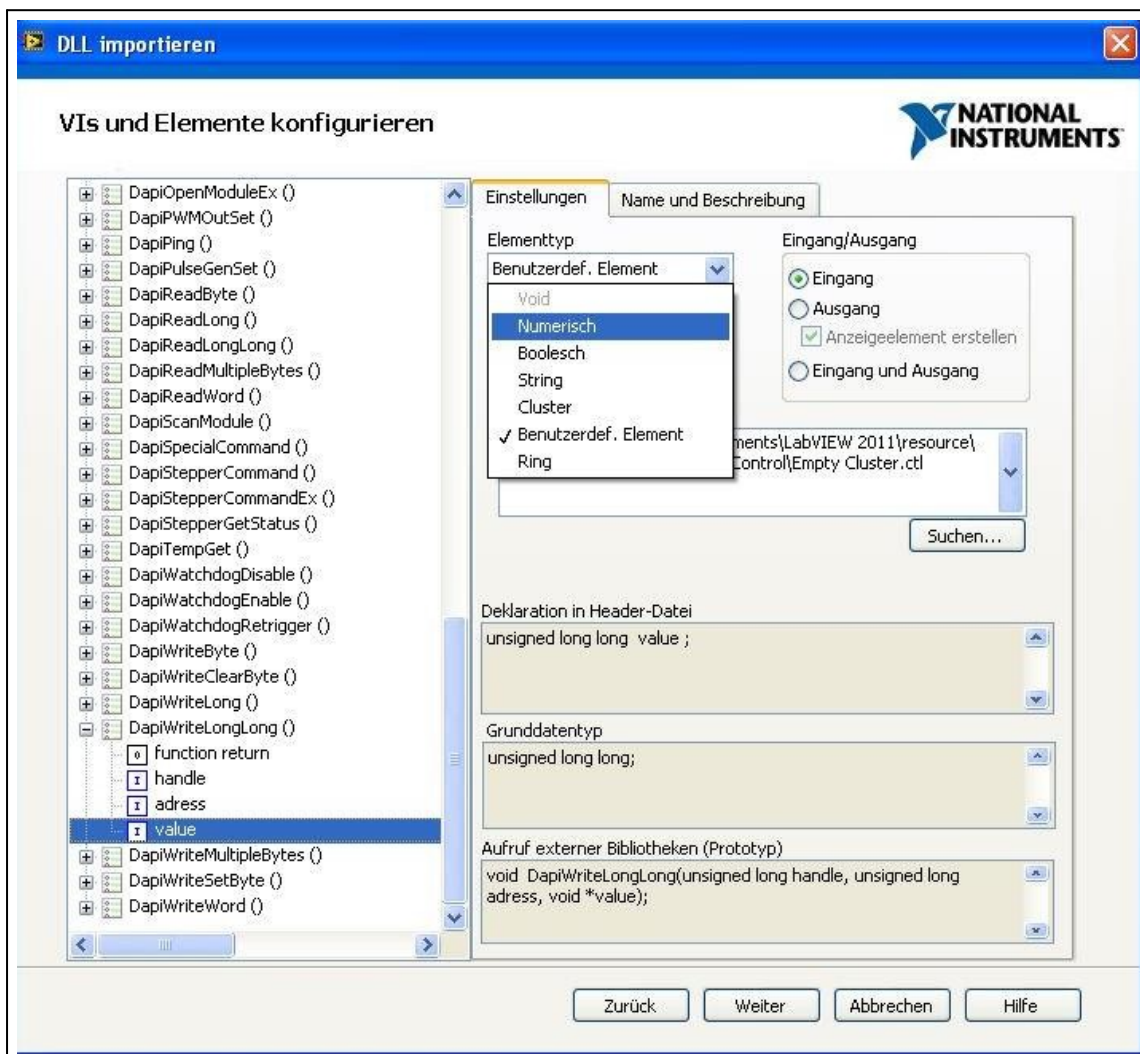 DLL importieren
VIs und Elemente konfigurieren
NATIONAL
INSTRUMENTS
DapiOpenModuleEx ()
DapiPWMOutSet ()
DapiPing ()
DapiPulseGenSet ()
DapiReadByte ()
DapiReadLong ()
DapiReadLongLong ()
DapiReadMultipleBytes ()
DapiReadWord ()
DapiScanModule ()
DapiSpecialCommand ()
DapiStepperCommand ()
DapiStepperCommandEx ()
DapiStepperGetStatus ()
DapiTempGet ()
DapiWatchdogDisable ()
DapiWatchdogEnable ()
DapiWatchdogRetrigger ()
DapiWriteByte ()
DapiWriteClearByte ()
DapiWriteLong ()
DapiWriteLongLong ()
function return
handle
adress
value
DapiWriteMultipleBytes ()
DapiWriteSetByte ()
DapiWriteWord ()
Einstellungen
Name und Beschreibung
Elementtyp
Benutzerdef. Element
Void
Numerisch
Boolesch
String
Cluster
Benutzerdef. Element
Ring
Eingang/Ausgang
Eingang
Ausgang
Anzeigeelement erstellen
Eingang und Ausgang
ments\LabVIEW 2011\resource\
Control\Empty Cluster.ctl
Suchen...
Deklaration in Header-Datei
unsigned long long value ;
Grunddatentyp
unsigned long long;
Aufruf externer Bibliotheken (Prototyp)
void DapiWriteLongLong(unsigned long handle, unsigned long
adress, void *value);
Zurück
Weiter
Abbrechen
Hilfe